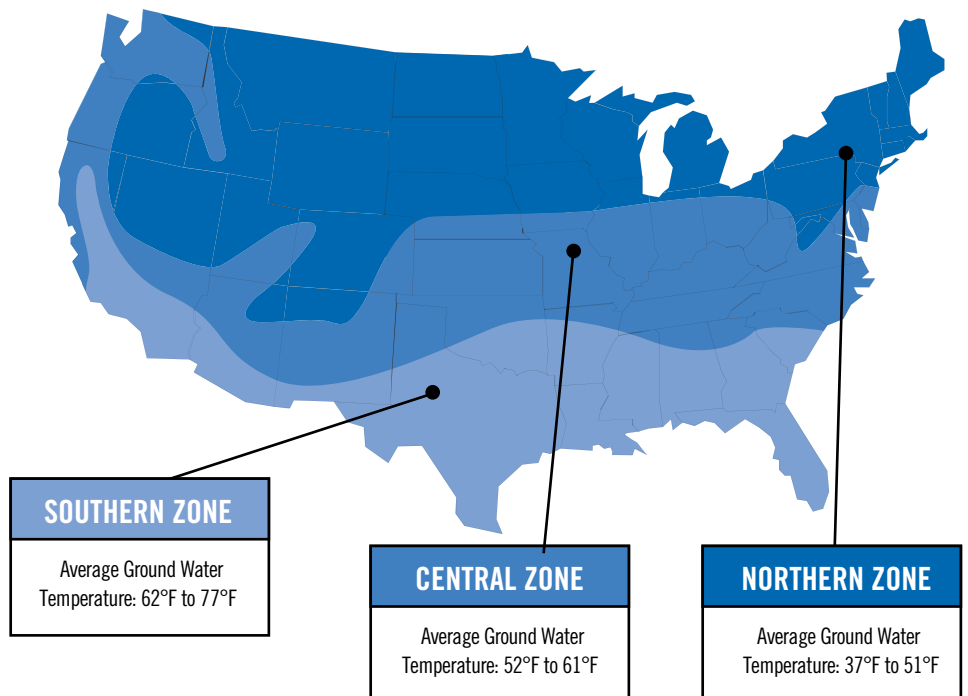 SOUTHERN ZONE
Average Ground Water
Temperature: 62°F to 77°F
CENTRAL ZONE
Average Ground Water
Temperature: 52°F to 61°F
NORTHERN ZONE
Average Ground Water
Temperature: 37°F to 51°F